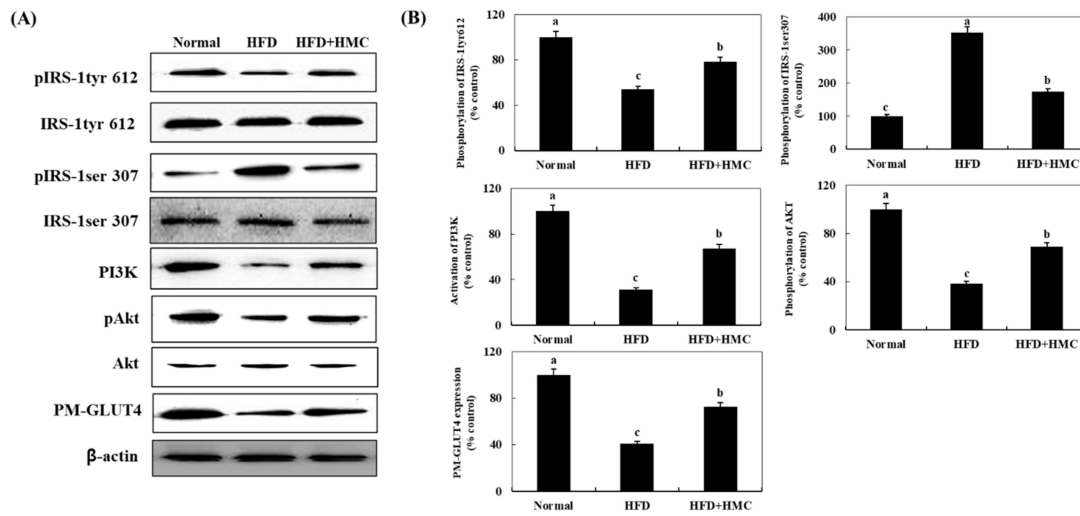 (A)
Normal HFD HFD+HMC
pIRS-1tyr 612
IRS-1tyr 612
pIRS-1ser 307
IRS-1ser 307
PI3K
pAkt
Akt
PM-GLUT4
β-actin
(B)
Phosphorylation of IRS-1tyr612
(% control)
120
80
40
0
a
c
b
Normal HFD HFD+HMC
Phosphorylation of IRS-1ser307
(% control)
400
300
200
100
0
c
a
b
Normal HFD HFD+HMC
Activation of PI3K
(% control)
120
80
40
0
a
c
b
Normal HFD HFD+HMC
Phosphorylation of AKT
(% control)
120
80
40
0
a
c
b
Normal HFD HFD+HMC
PM-GLUT4 expression
(% control)
120
80
40
0
a
c
b
Normal HFD HFD+HMC